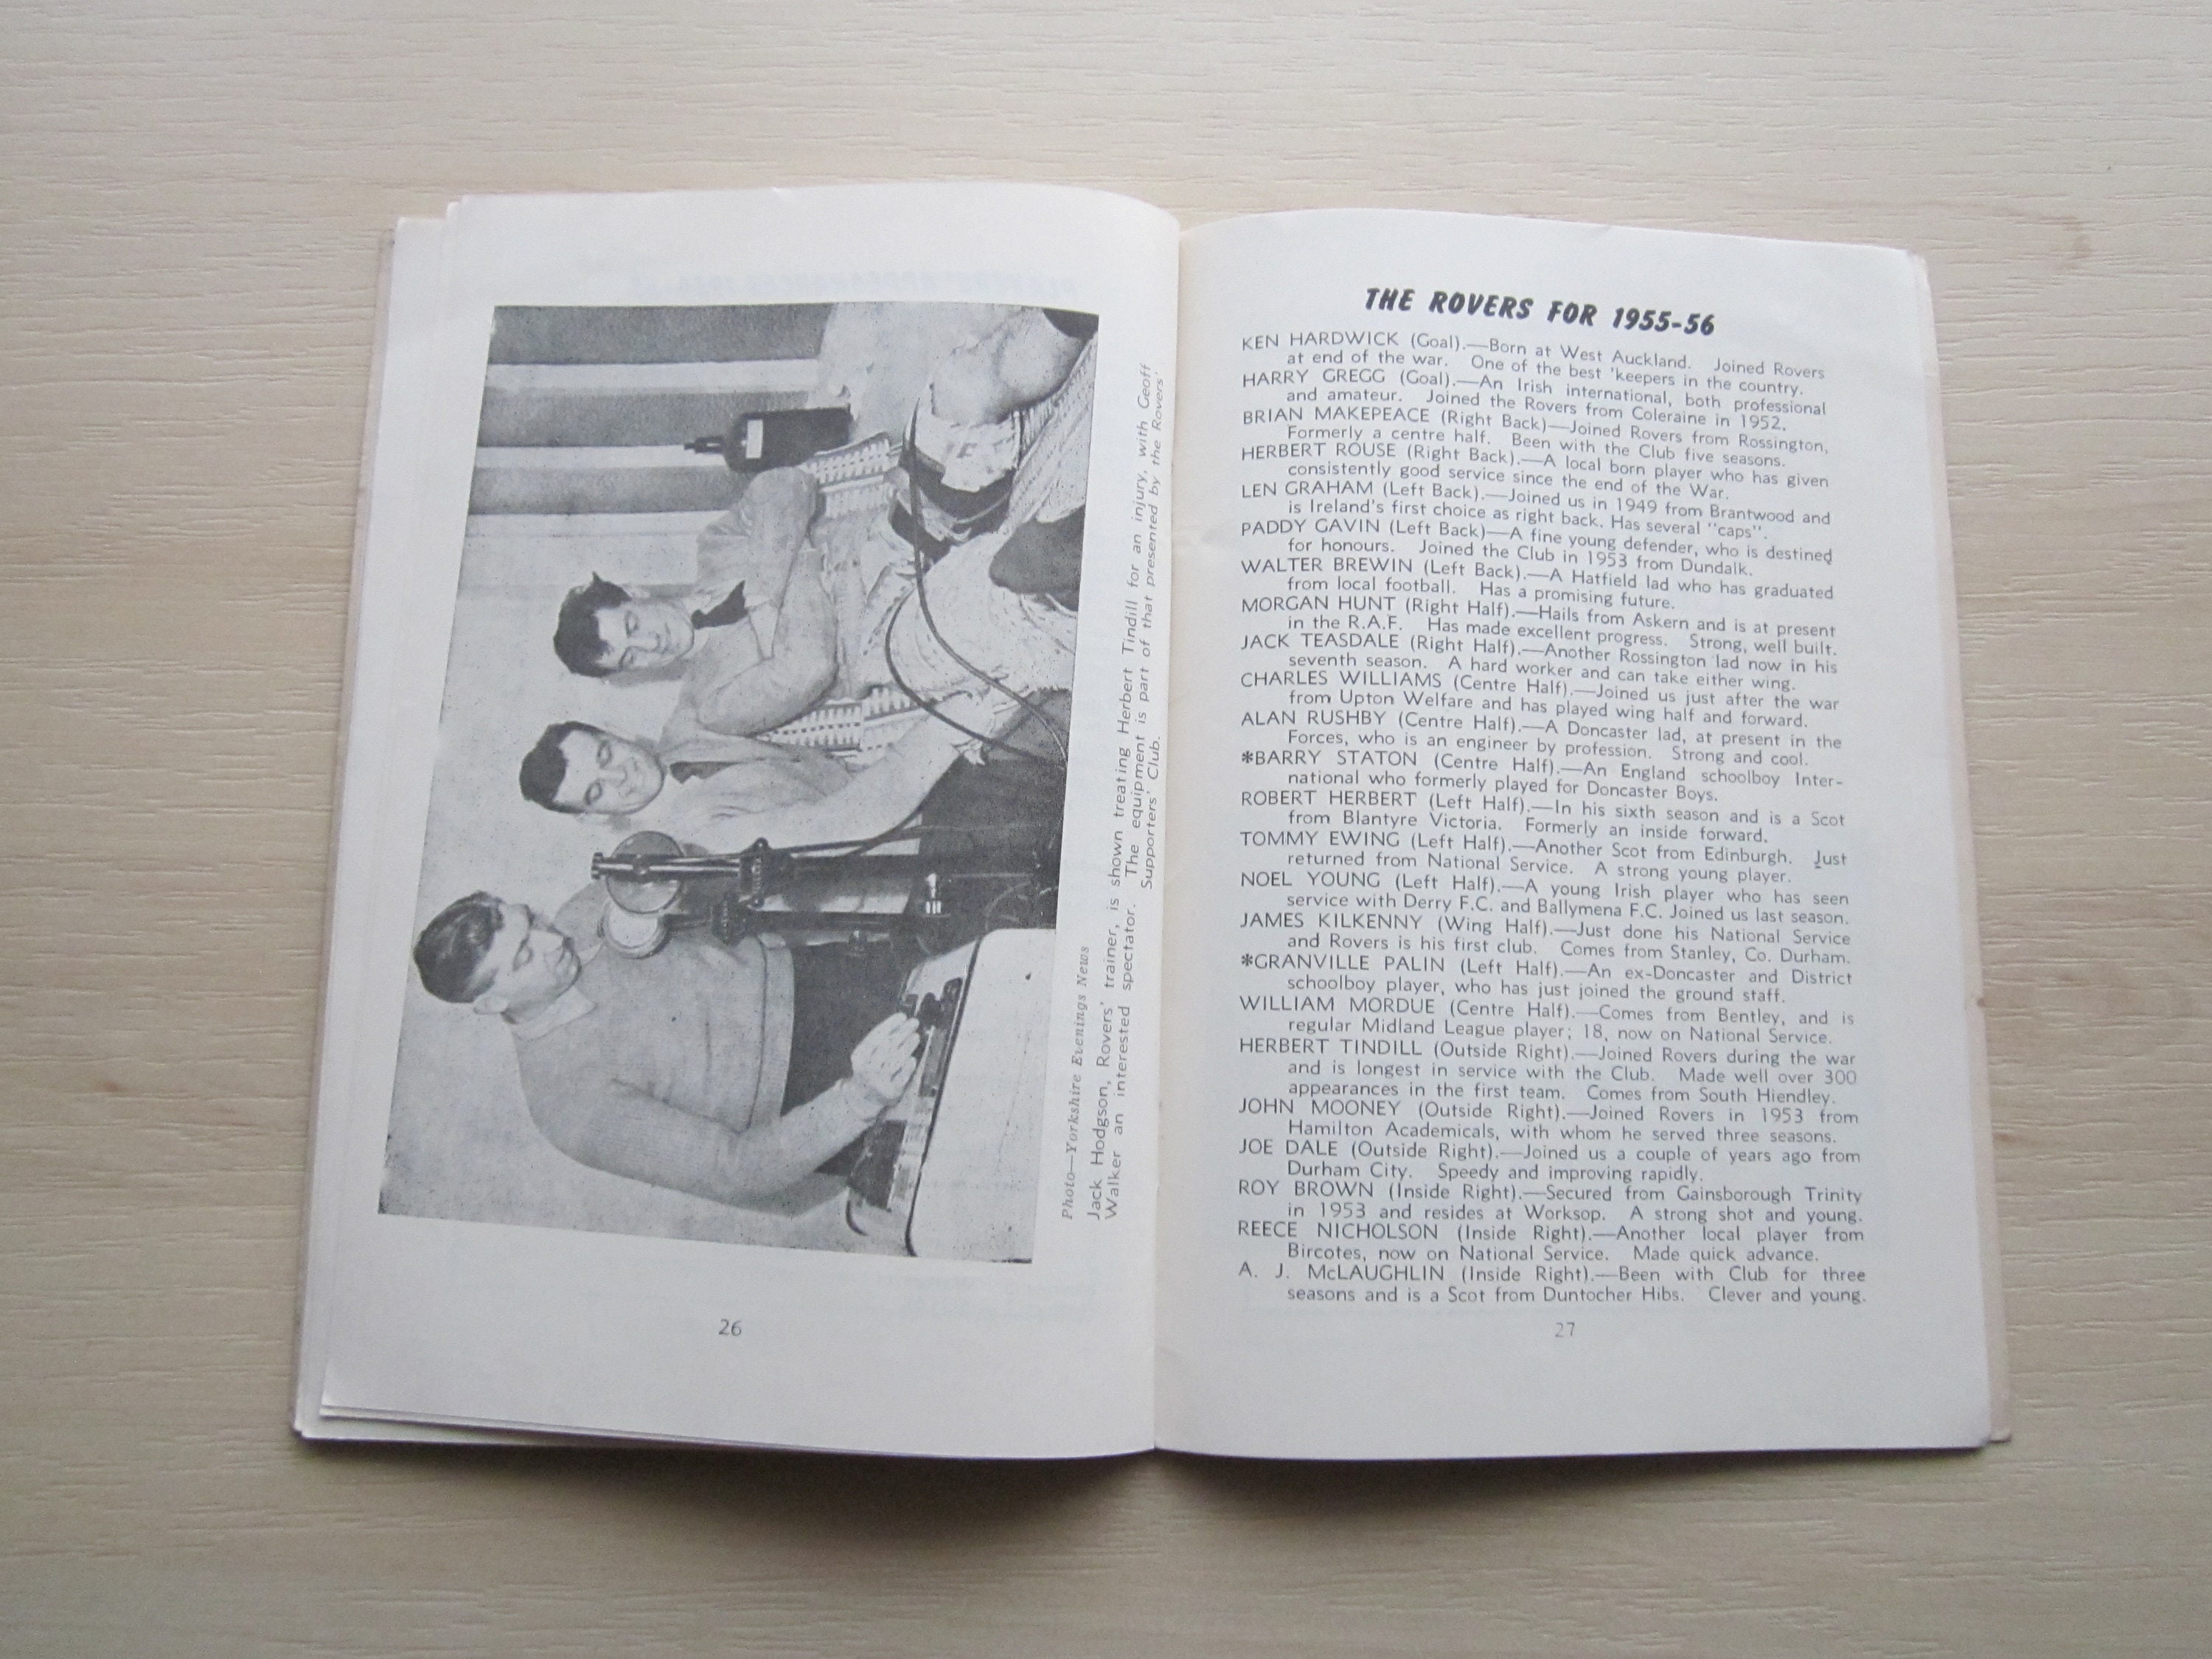 Photo—Yorkshire Evenings News
Jack Hodgson, Rovers' trainer, is shown treating Herbert Tindill for an injury, with Geoff
Walker an interested spectator. The equipment is part of that presented by the Rovers'
Supporters' Club.
26
THE ROVERS FOR 1955-56
KEN HARDWICK (Goal).—Born at West Auckland. Joined Rovers
at end of the war. One of the best 'keepers in the country.
HARRY GREGG (Goal).—An Irish international, both professional
and amateur. Joined the Rovers from Coleraine in 1952.
BRIAN MAKEPEACE (Right Back)—Joined Rovers from Rossington,
Formerly a centre half. Been with the Club five seasons.
HERBERT ROUSE (Right Back).—A local born player who has given
consistently good service since the end of the War.
LEN GRAHAM (Left Back).—Joined us in 1949 from Brantwood and
is Ireland's first choice as right back. Has several "caps".
PADDY GAVIN (Left Back)—A fine young defender, who is destined
for honours. Joined the Club in 1953 from Dundalk.
WALTER BREWIN (Left Back).—A Hatfield lad who has graduated
from local football. Has a promising future.
MORGAN HUNT (Right Half).—Hails from Askern and is at present
in the R.A.F. Has made excellent progress. Strong, well built.
JACK TEASDALE (Right Half).—Another Rossington lad now in his
seventh season. A hard worker and can take either wing.
CHARLES WILLIAMS (Centre Half).—Joined us just after the war
from Upton Welfare and has played wing half and forward.
ALAN RUSHBY (Centre Half).—A Doncaster lad, at present in the
Forces, who is an engineer by profession. Strong and cool.
*BARRY STATON (Centre Half).—An England schoolboy Inter-
national who formerly played for Doncaster Boys.
ROBERT HERBERT (Left Half).—In his sixth season and is a Scot
from Blantyre Victoria. Formerly an inside forward.
TOMMY EWING (Left Half).—Another Scot from Edinburgh. Just
returned from National Service. A strong young player.
NOEL YOUNG (Left Half).—A young Irish player who has seen
service with Derry F.C. and Ballymena F.C. Joined us last season.
JAMES KILKENNY (Wing Half).—Just done his National Service
and Rovers is his first club. Comes from Stanley, Co. Durham.
*GRANVILLE PALIN (Left Half).—An ex-Doncaster and District
schoolboy player, who has just joined the ground staff.
WILLIAM MORDUE (Centre Half).—Comes from Bentley, and is
regular Midland League player; 18, now on National Service.
HERBERT TINDILL (Outside Right).—Joined Rovers during the war
and is longest in service with the Club. Made well over 300
appearances in the first team. Comes from South Hiendley.
JOHN MOONEY (Outside Right).—Joined Rovers in 1953 from
Hamilton Academicals, with whom he served three seasons.
JOE DALE (Outside Right).—Joined us a couple of years ago from
Durham City. Speedy and improving rapidly.
ROY BROWN (Inside Right).—Secured from Gainsborough Trinity
in 1953 and resides at Worksop. A strong shot and young.
REECE NICHOLSON (Inside Right).—Another local player from
Bircotes, now on National Service. Made quick advance.
A. J. McLAUGHLIN (Inside Right).—Been with Club for three
seasons and is a Scot from Duntocher Hibs. Clever and young.
27